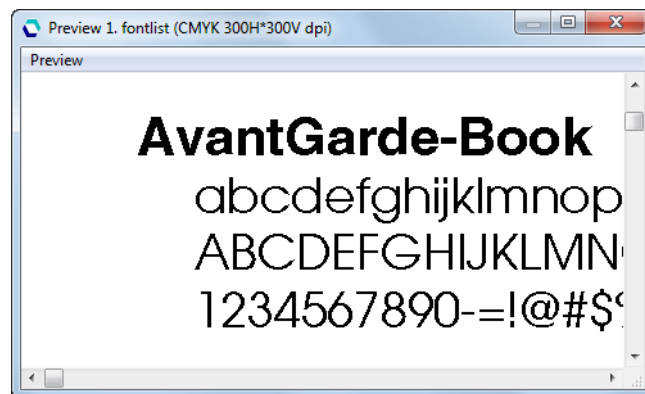 Preview 1. fontlist (CMYK 300H*300V dpi)
Preview
AvantGarde-Book
abcdefghijklmnop
ABCDEFGHIJKLMN
1234567890-=!@#$%